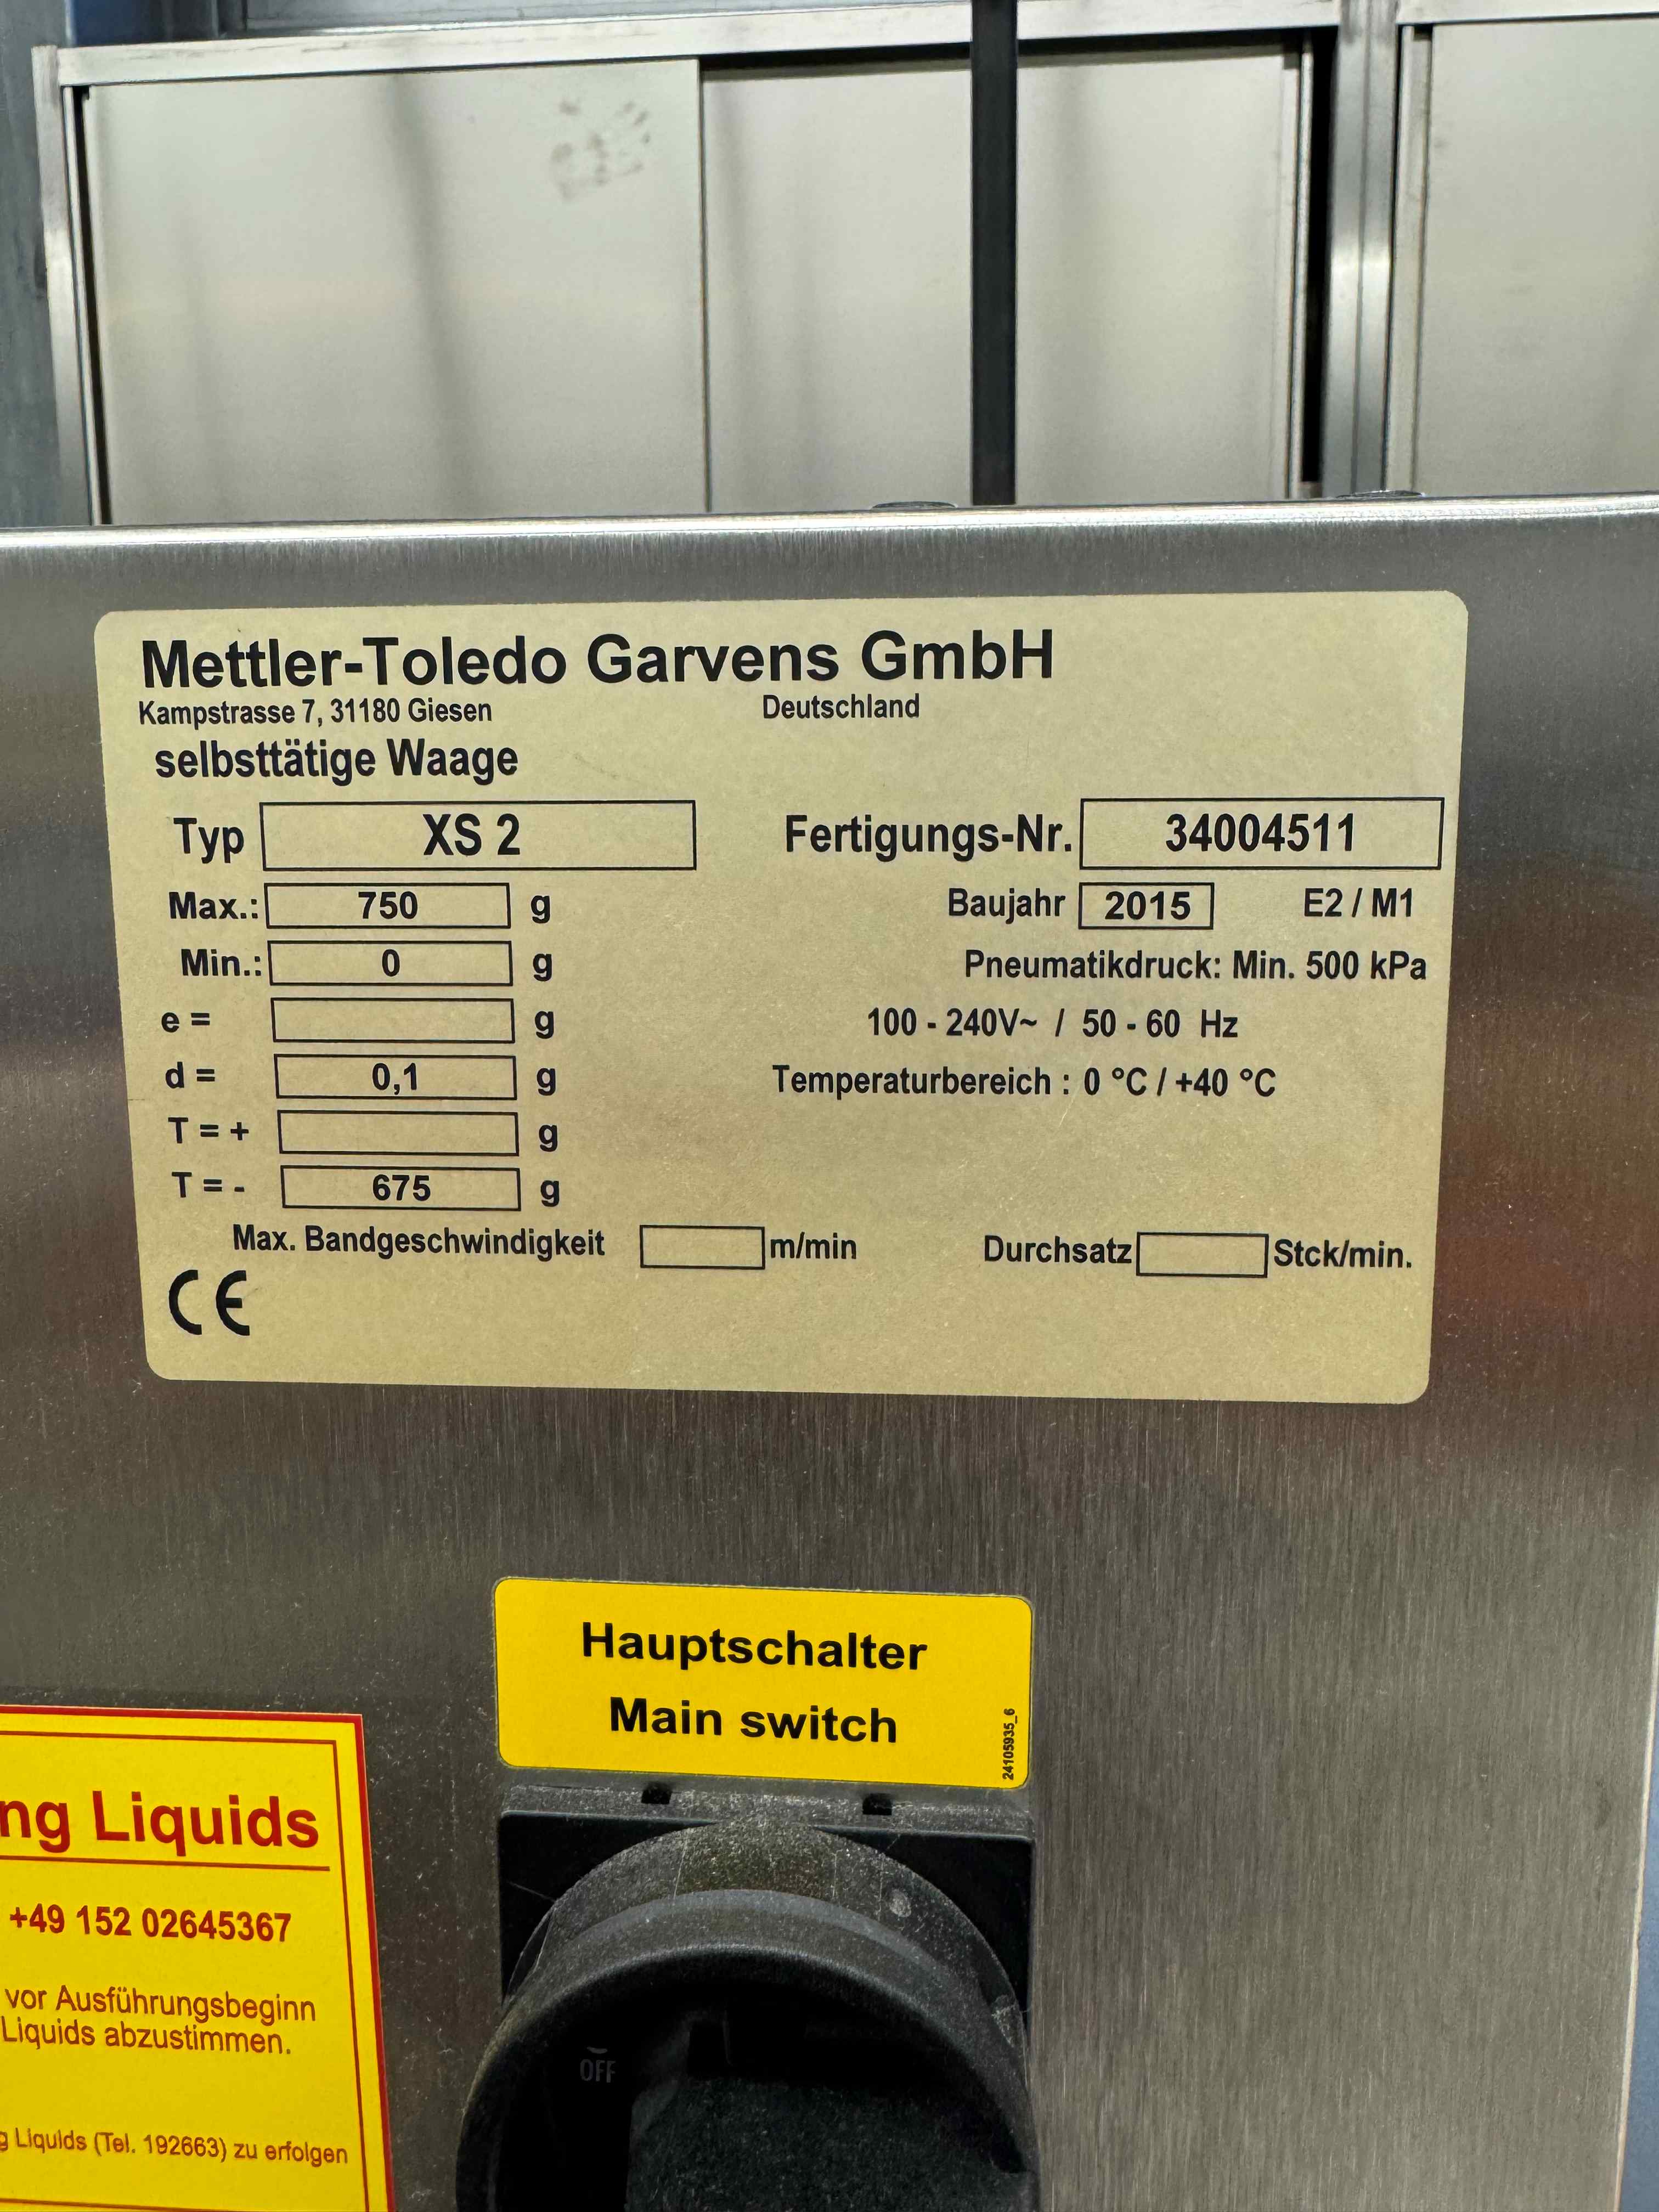 Mettler-Toledo Garvens GmbH
Kampstrasse 7, 31180 Giesen Deutschland
selbsttätige Waage
Typ XS 2 Fertigungs-Nr. 34004511
Max.: 750 g Baujahr 2015 E2 / M1
Min.: 0 g Pneumatikdruck: Min. 500 kPa
e = g 100 - 240V~ / 50 - 60 Hz
d = 0,1 g Temperaturbereich : 0 °C / +40 °C
T = + g
T = - 675 g
Max. Bandgeschwindigkeit m/min Durchsatz Stck/min.
CE
Hauptschalter
Main switch
24105935_6
ng Liquids
+49 152 02645367
vor Ausführungsbeginn
Liquids abzustimmen.
g Liquids (Tel. 192663) zu erfolgen
OFF